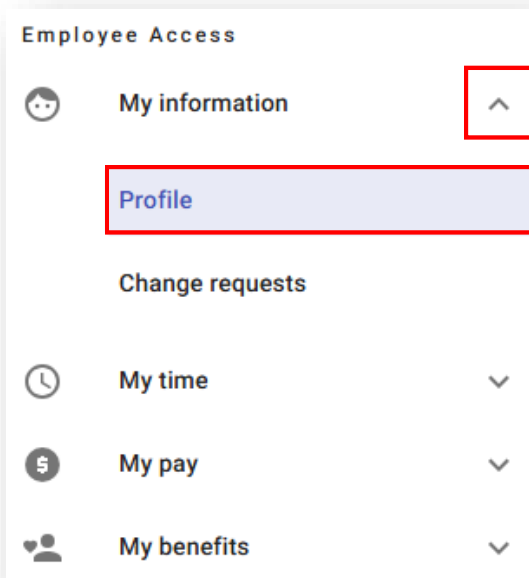 Employee Access
My information
Profile
Change requests
My time
My pay
My benefits